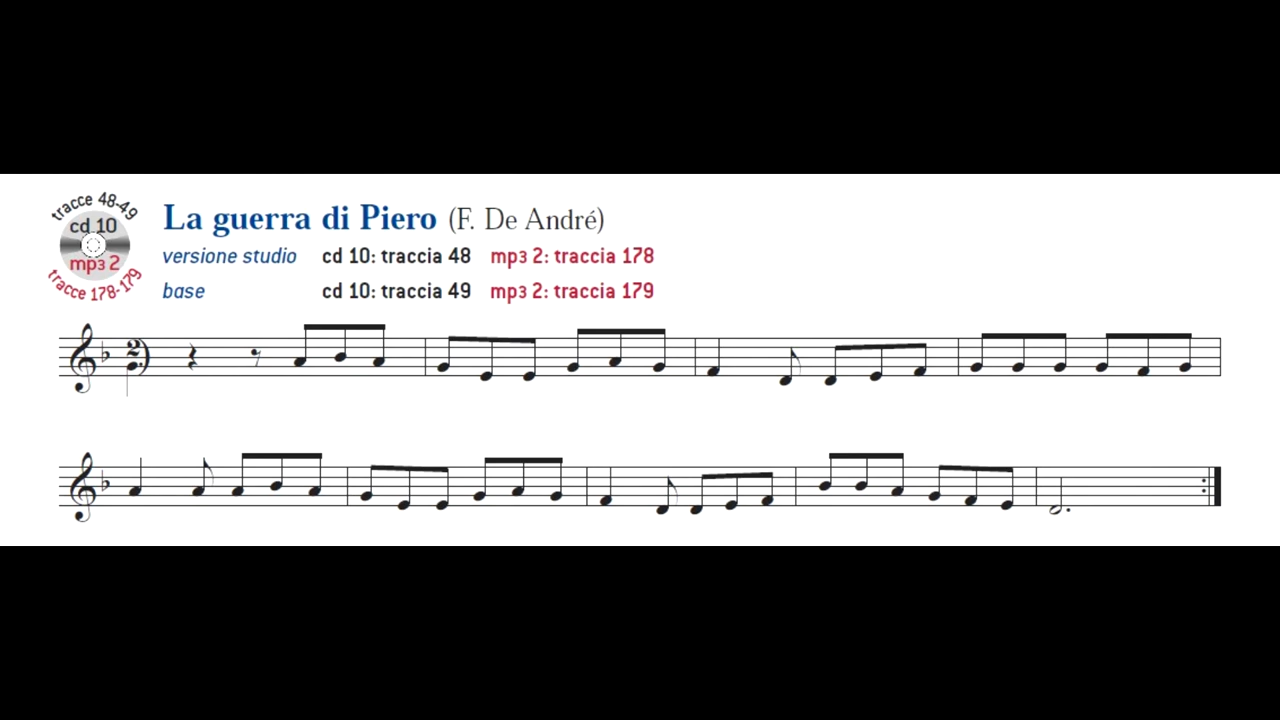 tracce 48-49
cd 10
mp3 2
tracce 178-179
La guerra di Piero (F. De André)
versione studio cd 10: traccia 48 mp3 2: traccia 178
base cd 10: traccia 49 mp3 2: traccia 179
2